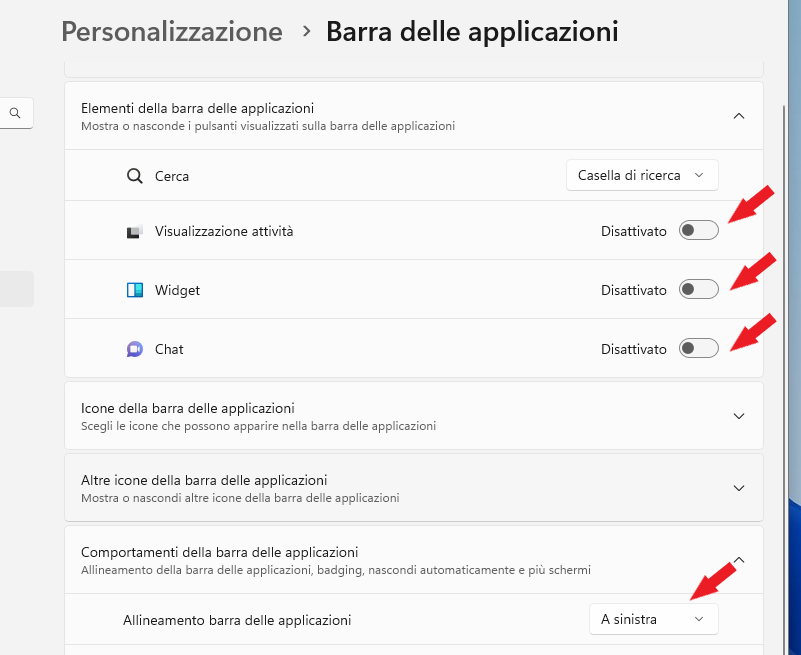 Personalizzazione > Barra delle applicazioni
Elementi della barra delle applicazioni
Mostra o nasconde i pulsanti visualizzati sulla barra delle applicazioni
Cerca Casella di ricerca
Visualizzazione attività Disattivato
Widget Disattivato
Chat Disattivato
Icone della barra delle applicazioni
Scegli le icone che possono apparire nella barra delle applicazioni
Altre icone della barra delle applicazioni
Mostra o nascondi altre icone della barra delle applicazioni
Comportamenti della barra delle applicazioni
Allineamento della barra delle applicazioni, badging, nascondi automaticamente e più schermi
Allineamento barra delle applicazioni A sinistra